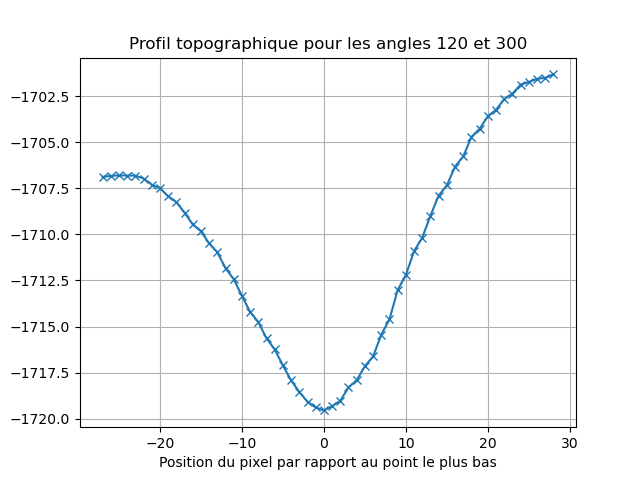 Profil topographique pour les angles 120 et 300
−1702.5
−1705.0
−1707.5
−1710.0
−1712.5
−1715.0
−1717.5
−1720.0
−20 −10 0 10 20 30
Position du pixel par rapport au point le plus bas